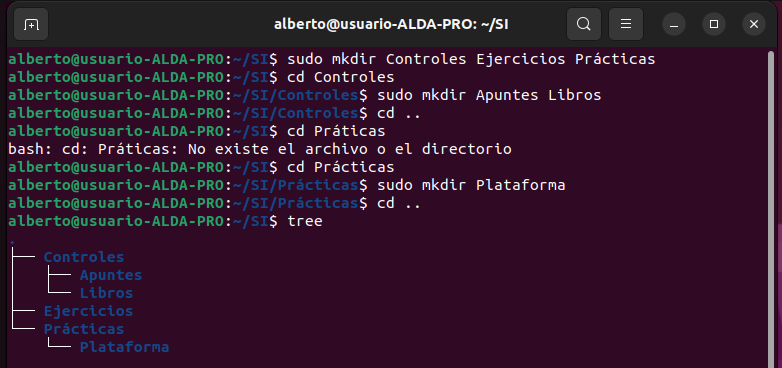 alberto@usuario-ALDA-PRO: ~/SI
alberto@usuario-ALDA-PRO:~/SI$ sudo mkdir Controles Ejercicios Prácticas
alberto@usuario-ALDA-PRO:~/SI$ cd Controles
alberto@usuario-ALDA-PRO:~/SI/Controles$ sudo mkdir Apuntes Libros
alberto@usuario-ALDA-PRO:~/SI/Controles$ cd ..
alberto@usuario-ALDA-PRO:~/SI$ cd Práticas
bash: cd: Práticas: No existe el archivo o el directorio
alberto@usuario-ALDA-PRO:~/SI$ cd Prácticas
alberto@usuario-ALDA-PRO:~/SI/Prácticas$ sudo mkdir Plataforma
alberto@usuario-ALDA-PRO:~/SI/Prácticas$ cd ..
alberto@usuario-ALDA-PRO:~/SI$ tree
.
├── Controles
│   ├── Apuntes
│   └── Libros
├── Ejercicios
└── Prácticas
    └── Plataforma